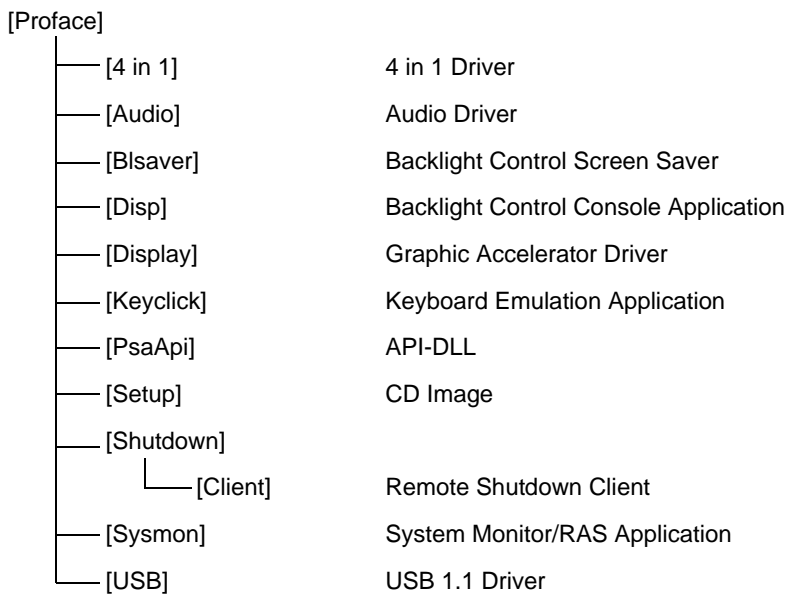 [Proface]
[4 in 1] 4 in 1 Driver
[Audio] Audio Driver
[Blsaver] Backlight Control Screen Saver
[Disp] Backlight Control Console Application
[Display] Graphic Accelerator Driver
[Keyclick] Keyboard Emulation Application
[PsaApi] API-DLL
[Setup] CD Image
[Shutdown]
[Client] Remote Shutdown Client
[Sysmon] System Monitor/RAS Application
[USB] USB 1.1 Driver